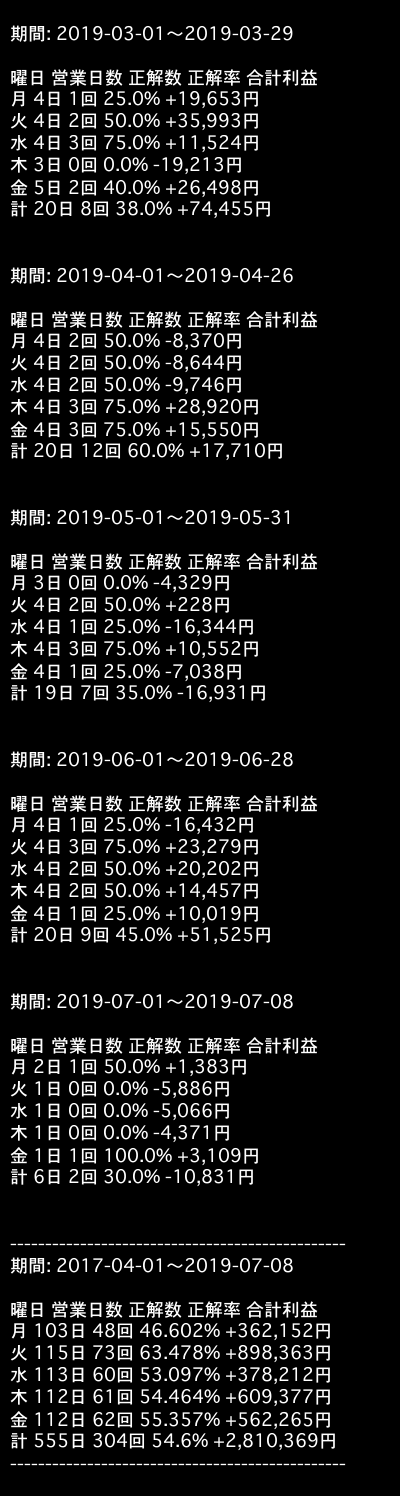 期間: 2019-03-01〜2019-03-29
曜日 営業日数 正解数 正解率 合計利益
月 4日 1回 25.0% +19,653円
火 4日 2回 50.0% +35,993円
水 4日 3回 75.0% +11,524円
木 3日 0回 0.0% -19,213円
金 5日 2回 40.0% +26,498円
計 20日 8回 38.0% +74,455円
期間: 2019-04-01〜2019-04-26
曜日 営業日数 正解数 正解率 合計利益
月 4日 2回 50.0% -8,370円
火 4日 2回 50.0% -8,644円
水 4日 2回 50.0% -9,746円
木 4日 3回 75.0% +28,920円
金 4日 3回 75.0% +15,550円
計 20日 12回 60.0% +17,710円
期間: 2019-05-01〜2019-05-31
曜日 営業日数 正解数 正解率 合計利益
月 3日 0回 0.0% -4,329円
火 4日 2回 50.0% +228円
水 4日 1回 25.0% -16,344円
木 4日 3回 75.0% +10,552円
金 4日 1回 25.0% -7,038円
計 19日 7回 35.0% -16,931円
期間: 2019-06-01〜2019-06-28
曜日 営業日数 正解数 正解率 合計利益
月 4日 1回 25.0% -16,432円
火 4日 3回 75.0% +23,279円
水 4日 2回 50.0% +20,202円
木 4日 2回 50.0% +14,457円
金 4日 1回 25.0% +10,019円
計 20日 9回 45.0% +51,525円
期間: 2019-07-01〜2019-07-08
曜日 営業日数 正解数 正解率 合計利益
月 2日 1回 50.0% +1,383円
火 1日 0回 0.0% -5,886円
水 1日 0回 0.0% -5,066円
木 1日 0回 0.0% -4,371円
金 1日 1回 100.0% +3,109円
計 6日 2回 30.0% -10,831円
------------------------------------------------
期間: 2017-04-01〜2019-07-08
曜日 営業日数 正解数 正解率 合計利益
月 103日 48回 46.602% +362,152円
火 115日 73回 63.478% +898,363円
水 113日 60回 53.097% +378,212円
木 112日 61回 54.464% +609,377円
金 112日 62回 55.357% +562,265円
計 555日 304回 54.6% +2,810,369円
------------------------------------------------